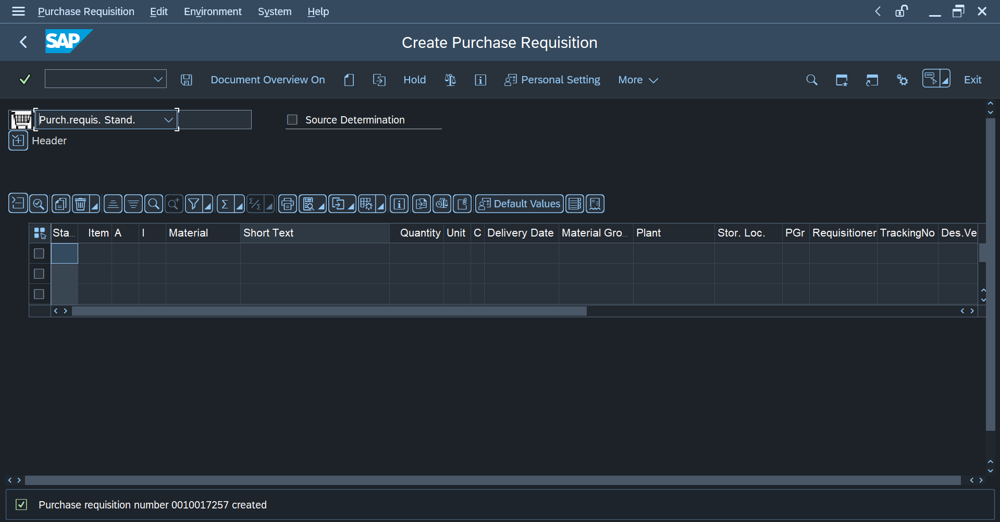 Purchase Requisition Edit Environment System Help
SAP Create Purchase Requisition
Document Overview On Hold Personal Setting More Exit
Purch.requis. Stand. Source Determination
Header
Default Values
Sta... Item A I Material Short Text Quantity Unit C Delivery Date Material Gro... Plant Stor. Loc. PGr Requisitioner TrackingNo Des.Ve
Purchase requisition number 0010017257 created